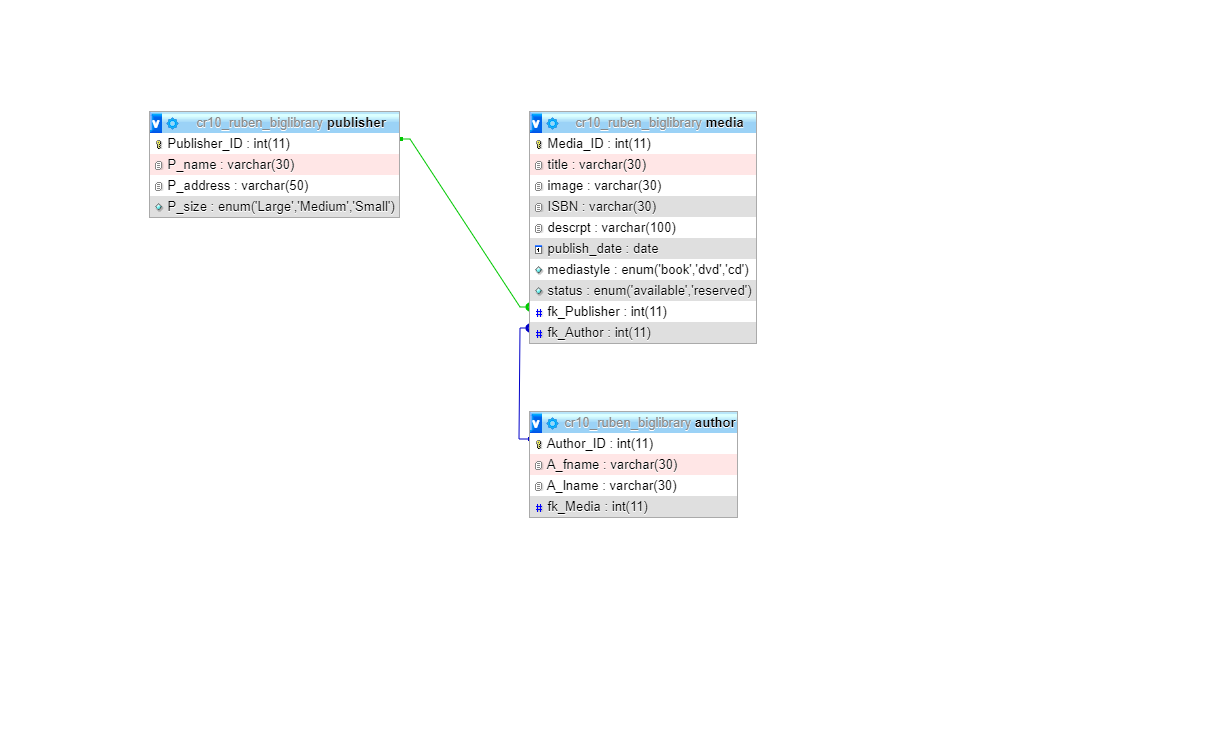 cr10_ruben_biglibrary publisher
Publisher_ID : int(11)
P_name : varchar(30)
P_address : varchar(50)
P_size : enum('Large','Medium','Small')
cr10_ruben_biglibrary media
Media_ID : int(11)
title : varchar(30)
image : varchar(30)
ISBN : varchar(30)
descrpt : varchar(100)
publish_date : date
mediastyle : enum('book','dvd','cd')
status : enum('available','reserved')
fk_Publisher : int(11)
fk_Author : int(11)
cr10_ruben_biglibrary author
Author_ID : int(11)
A_fname : varchar(30)
A_lname : varchar(30)
fk_Media : int(11)